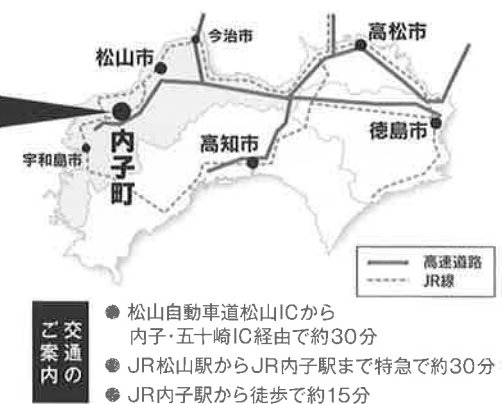 今治市
高松市
松山市
徳島市
高知市
内子町
宇和島市
高速道路
JR線
交通の
ご案内
● 松山自動車道松山ICから
内子・五十崎IC経由で約30分
● JR松山駅からJR内子駅まで特急で約30分
● JR内子駅から徒歩で約15分